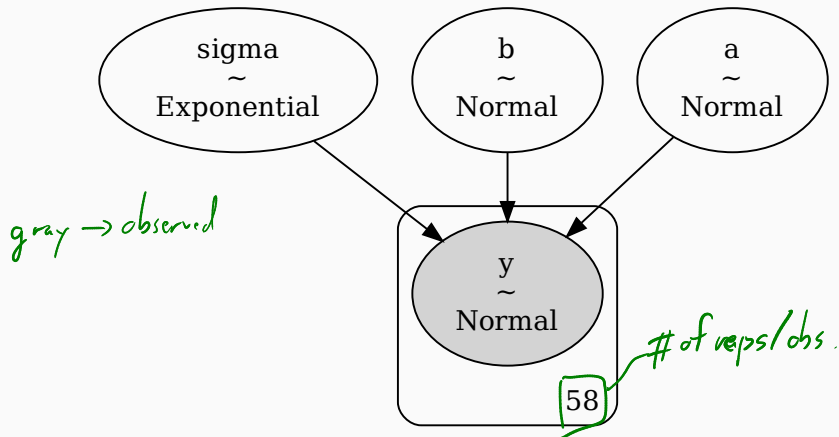 sigma
~
Exponential
b
~
Normal
a
~
Normal
gray → observed
y
~
Normal
# of reps/obs.
58